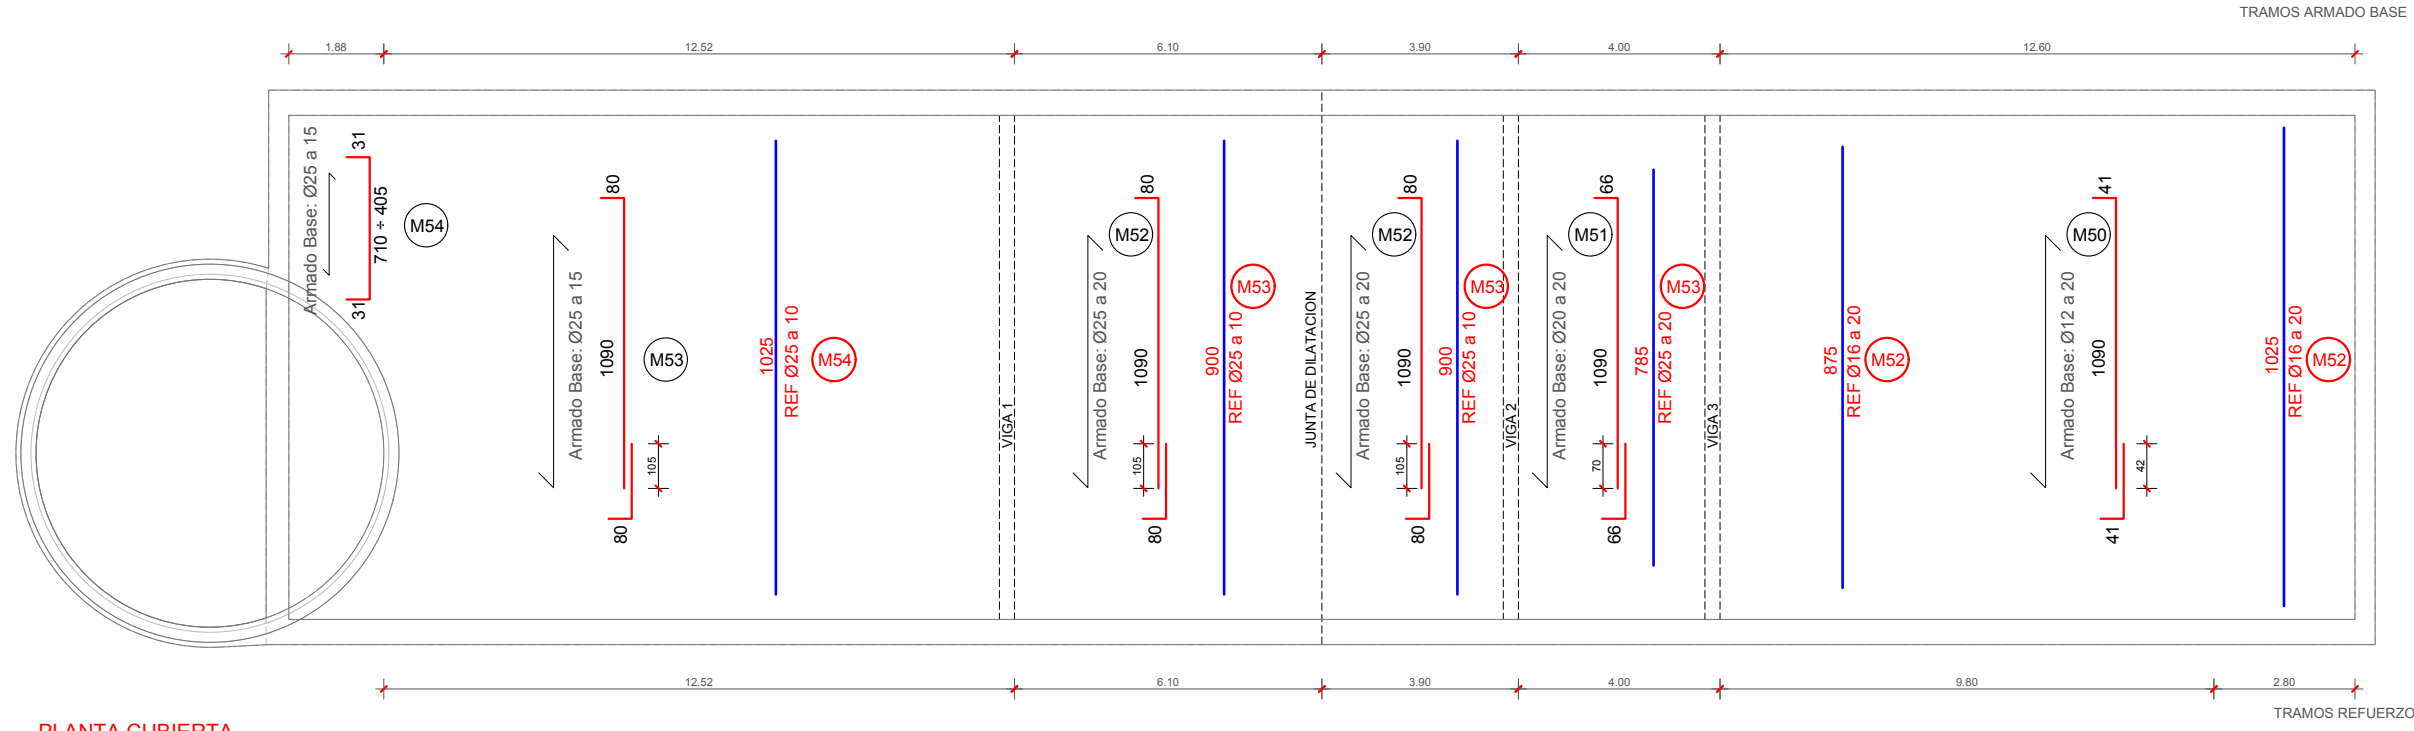 TRAMOS ARMADO BASE
1.88
12.52
6.10
3.90
4.00
12.60
Armado Base: Ø25 a 15
31
710 ÷ 405
31
M54
Armado Base: Ø25 a 15
80
1090
80
105
M53
1025
REF Ø25 a 10
M54
VIGA 1
Armado Base: Ø25 a 20
80
M52
1090
105
80
900
REF Ø25 a 10
M53
JUNTA DE DILATACION
Armado Base: Ø25 a 20
80
M52
1090
105
80
900
REF Ø25 a 10
M53
VIGA 2
Armado Base: Ø20 a 20
66
M51
1090
70
66
785
REF Ø25 a 20
M53
VIGA 3
875
REF Ø16 a 20
M52
Armado Base: Ø12 a 20
41
M50
1090
42
41
1025
REF Ø16 a 20
M52
12.52
6.10
3.90
4.00
9.80
2.80
TRAMOS REFUERZO
PLANTA CUBIERTA